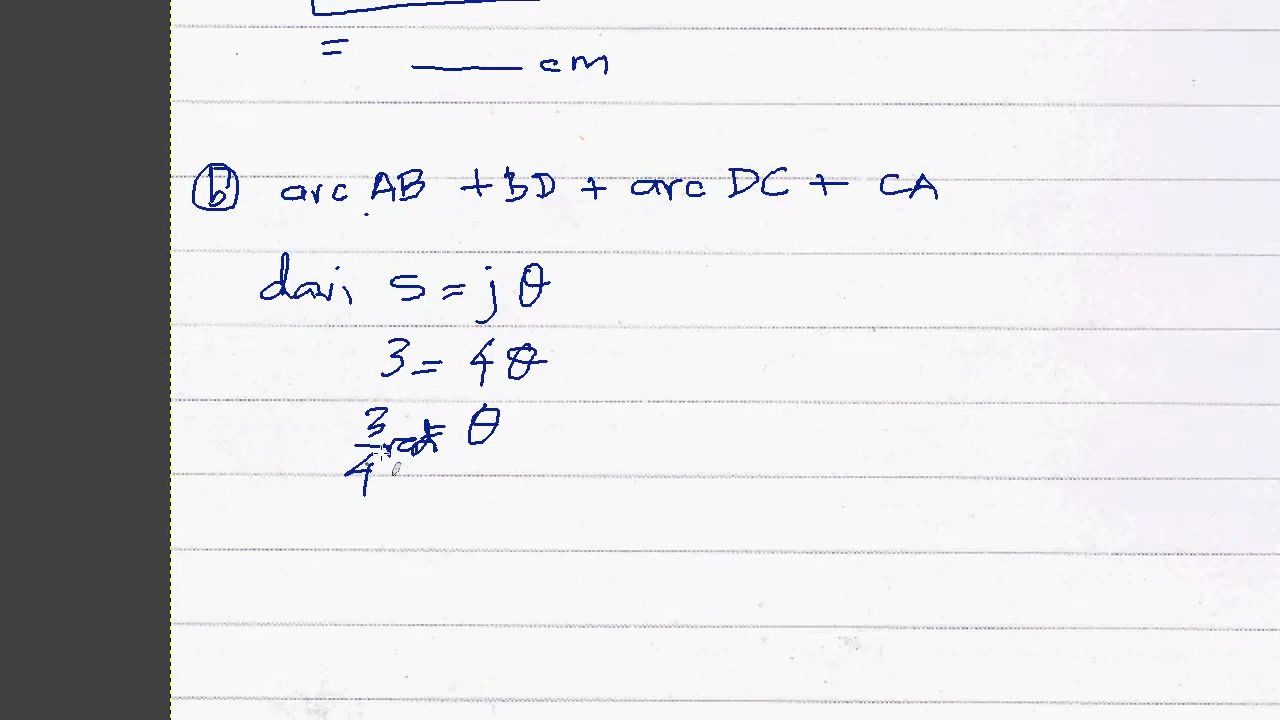 = ____ cm
(b) arc AB + BD + arc DC + CA
dari s = jθ
3 = 4θ
3/4 rad = θ